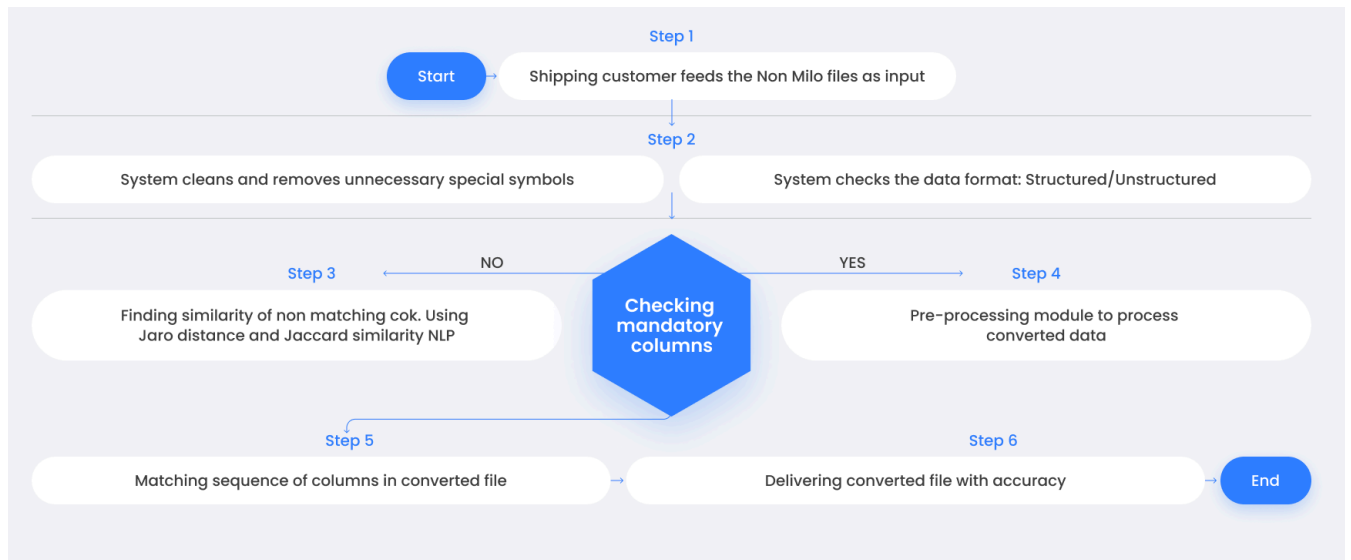 Step 1
Start
Shipping customer feeds the Non Milo files as input
Step 2
System cleans and removes unnecessary special symbols
System checks the data format: Structured/Unstructured
NO
YES
Step 3
Step 4
Finding similarity of non matching cok. Using
Jaro distance and Jaccard similarity NLP
Checking
mandatory
columns
Pre-processing module to process
converted data
Step 5
Step 6
Matching sequence of columns in converted file
Delivering converted file with accuracy
End